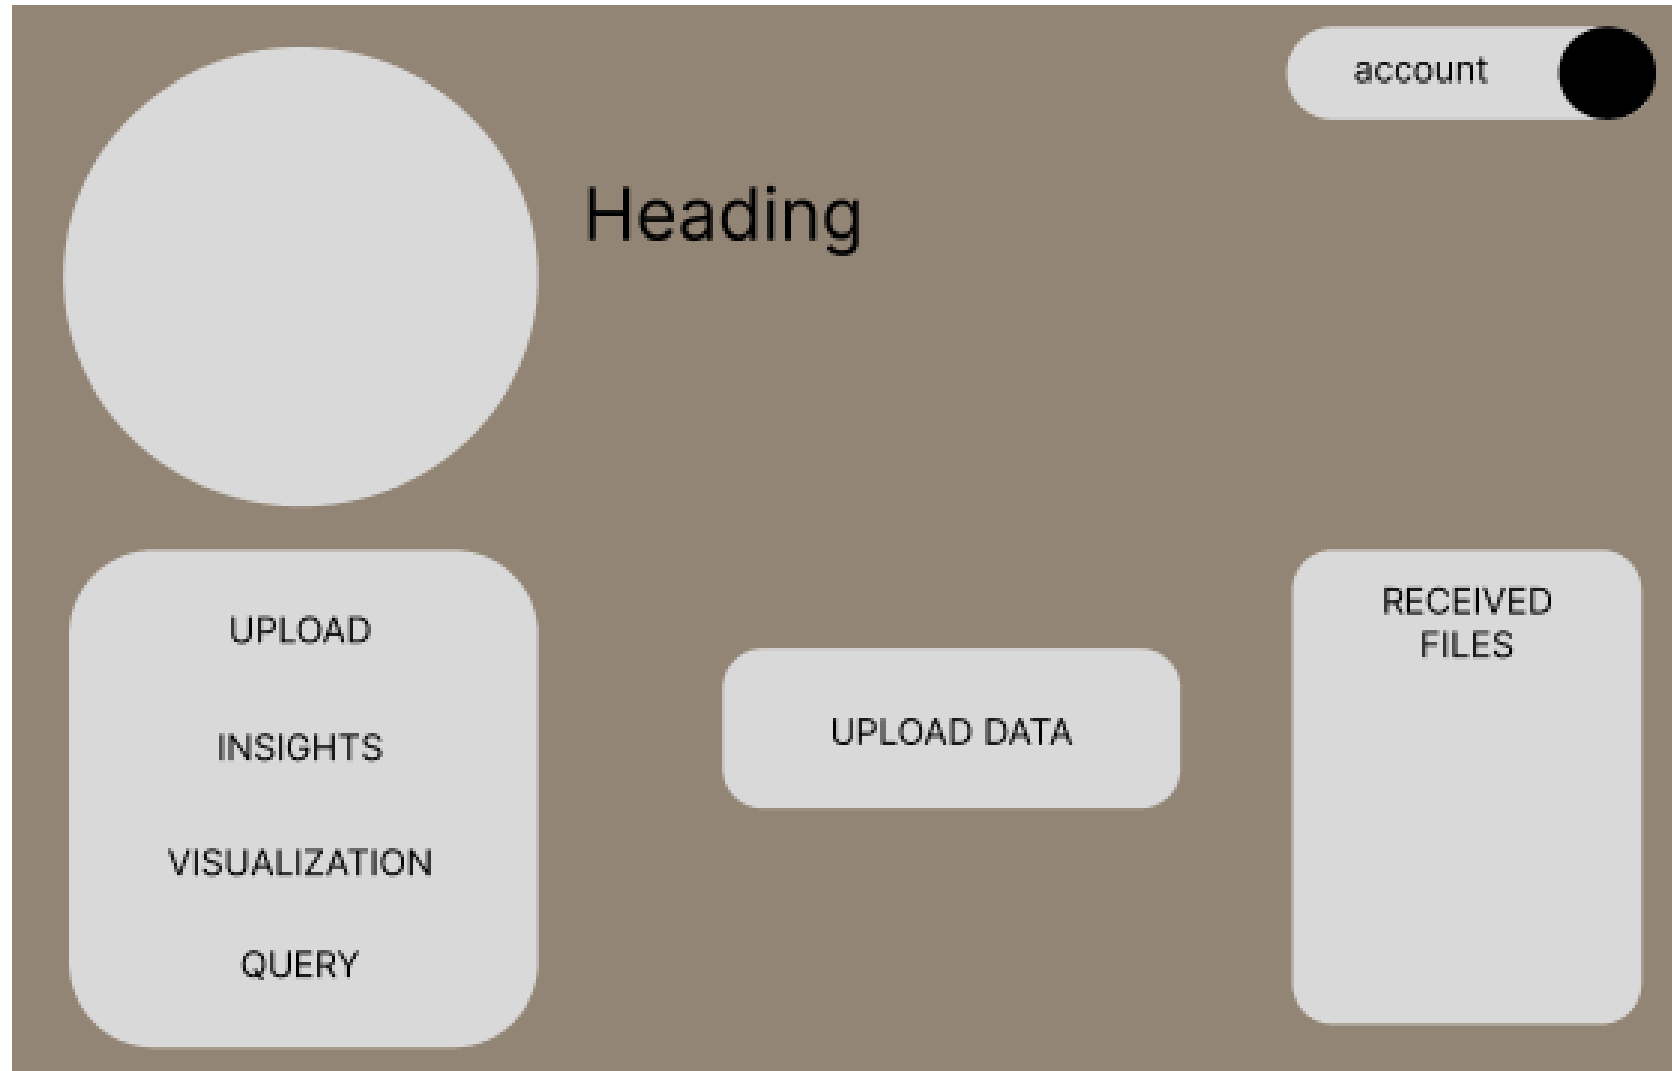 account
Heading
UPLOAD
INSIGHTS
VISUALIZATION
QUERY
UPLOAD DATA
RECEIVED
FILES